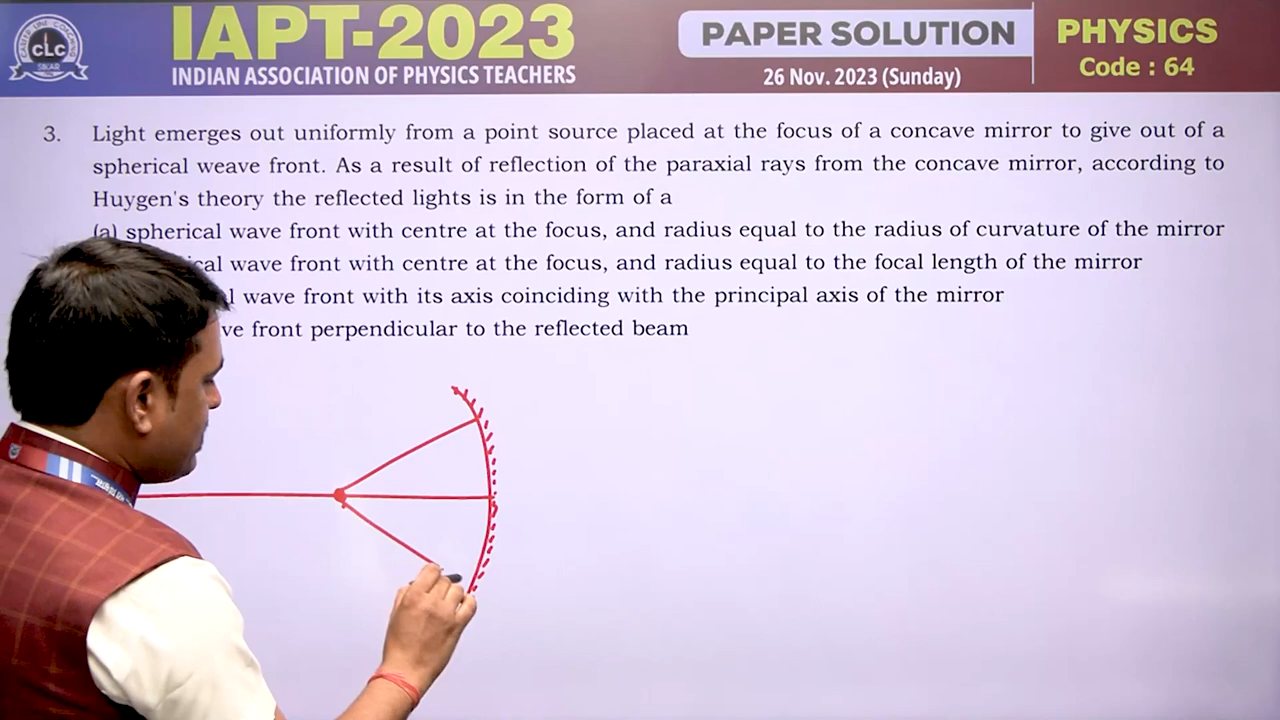 CLC
SIKAR
IAPT-2023
INDIAN ASSOCIATION OF PHYSICS TEACHERS
PAPER SOLUTION
26 Nov. 2023 (Sunday)
PHYSICS
Code : 64
3. Light emerges out uniformly from a point source placed at the focus of a concave mirror to give out of a
spherical weave front. As a result of reflection of the paraxial rays from the concave mirror, according to
Huygen's theory the reflected lights is in the form of a
(a) spherical wave front with centre at the focus, and radius equal to the radius of curvature of the mirror
wave front with centre at the focus, and radius equal to the focal length of the mirror
wave front with its axis coinciding with the principal axis of the mirror
front perpendicular to the reflected beam